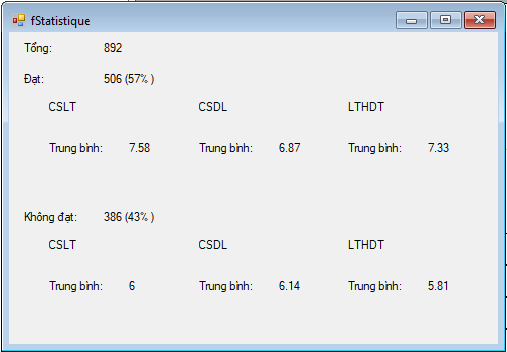 fStatistique
Tổng: 892
Đạt: 506 (57% )
CSLT CSDL LTHDT
Trung bình: 7.58 Trung bình: 6.87 Trung bình: 7.33
Không đạt: 386 (43% )
CSLT CSDL LTHDT
Trung bình: 6 Trung bình: 6.14 Trung bình: 5.81